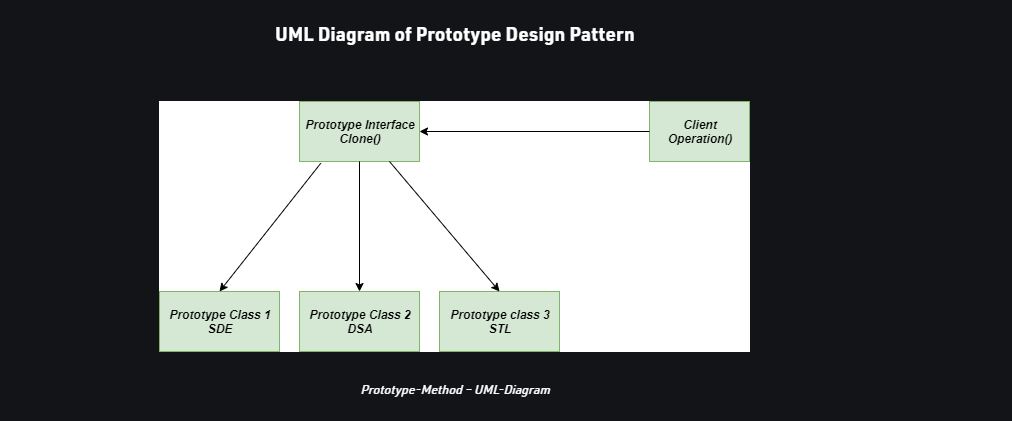 UML Diagram of Prototype Design Pattern
Prototype Interface
Clone()
Client
Operation()
Prototype Class 1
SDE
Prototype Class 2
DSA
Prototype class 3
STL
Prototype-Method – UML-Diagram